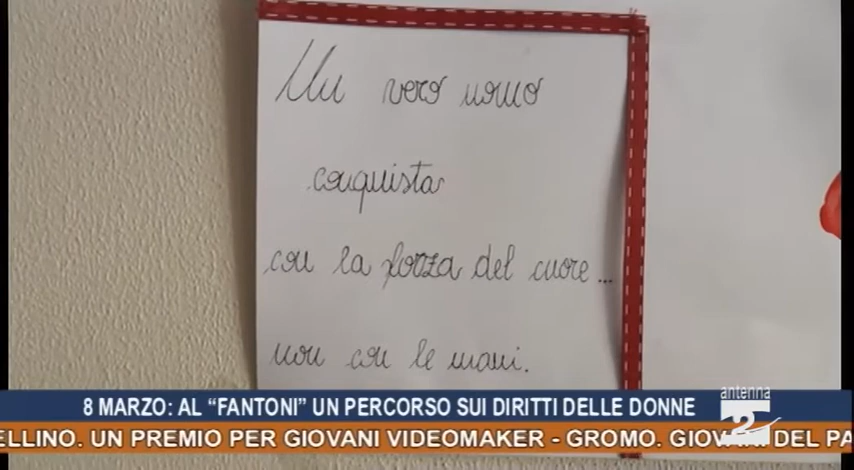 Un vero uomo
conquista
con la forza del cuore...
non con le mani.
8 MARZO: AL “FANTONI” UN PERCORSO SUI DIRITTI DELLE DONNE
antenna
2
ELLINO. UN PREMIO PER GIOVANI VIDEOMAKER - GROMO. GIOVANI DEL PA